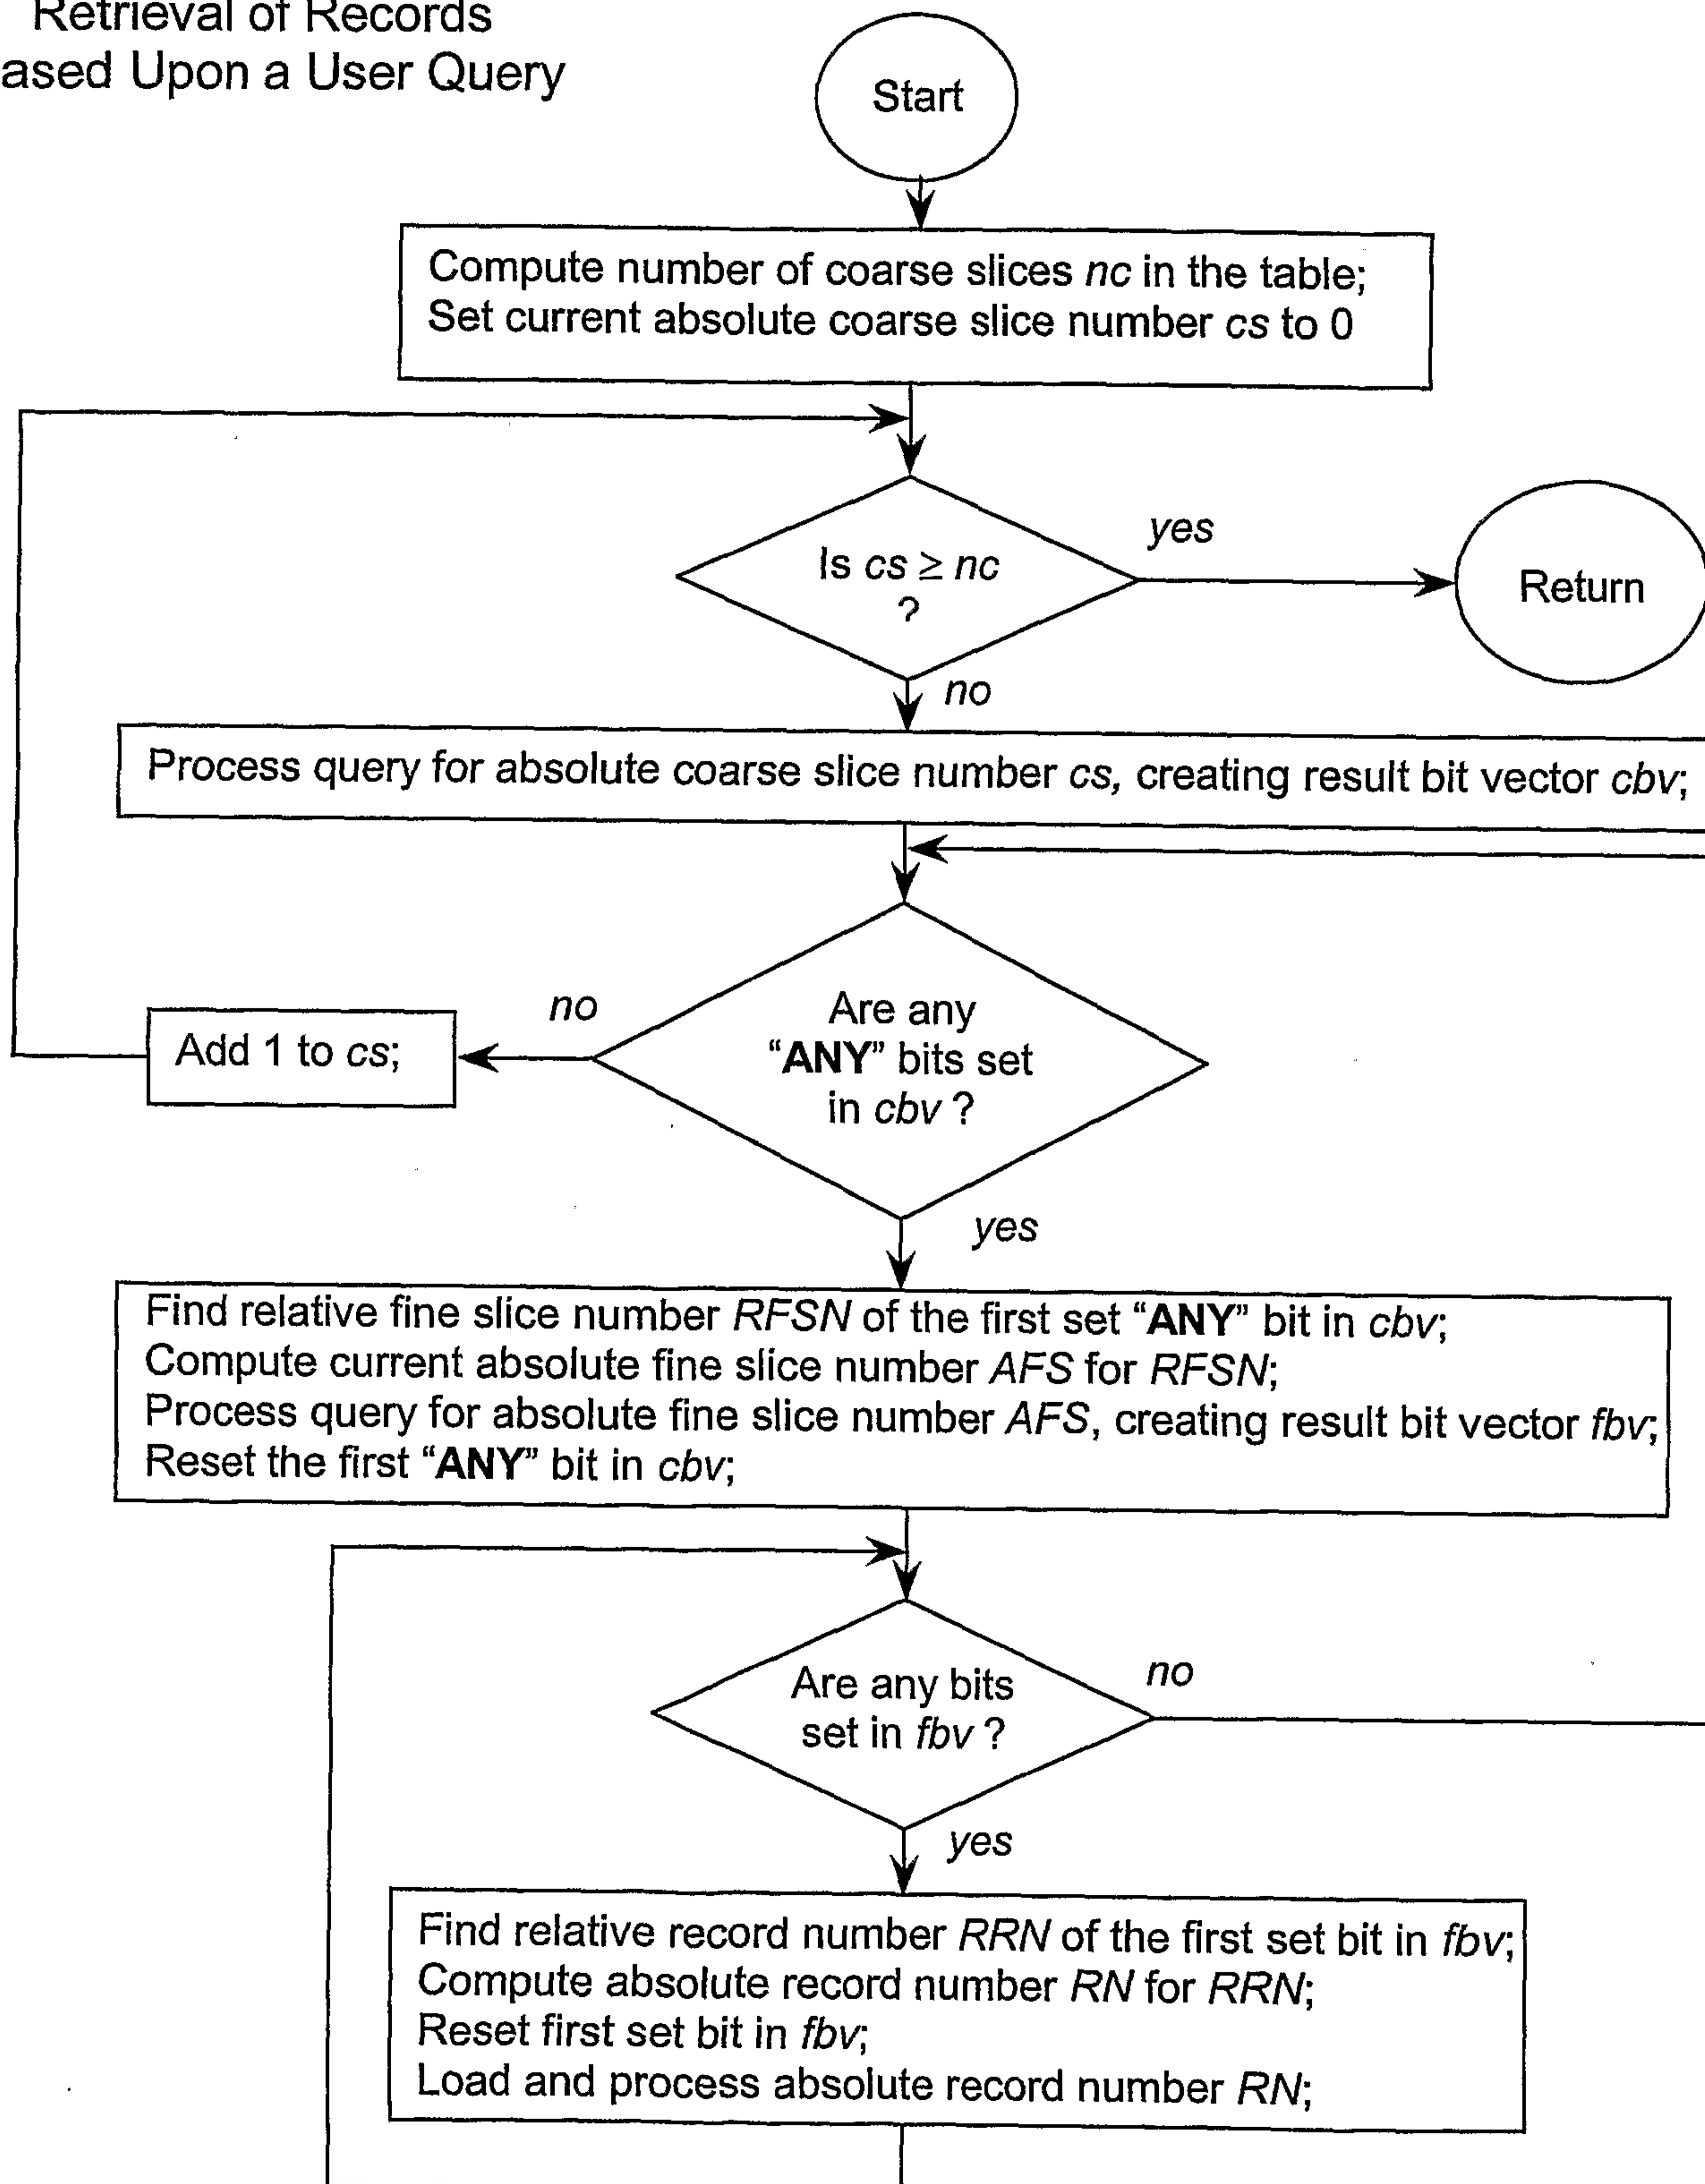 Retrieval of Records
ased Upon a User Query
Start
Compute number of coarse slices nc in the table;
Set current absolute coarse slice number cs to 0
Is cs ≥ nc
?
yes
Return
no
Process query for absolute coarse slice number cs, creating result bit vector cbv;
Are any
“ANY” bits set
in cbv ?
no
Add 1 to cs;
yes
Find relative fine slice number RFSN of the first set “ANY” bit in cbv;
Compute current absolute fine slice number AFS for RFSN;
Process query for absolute fine slice number AFS, creating result bit vector fbv;
Reset the first “ANY” bit in cbv;
Are any bits
set in fbv ?
no
yes
Find relative record number RRN of the first set bit in fbv;
Compute absolute record number RN for RRN;
Reset first set bit in fbv;
Load and process absolute record number RN;